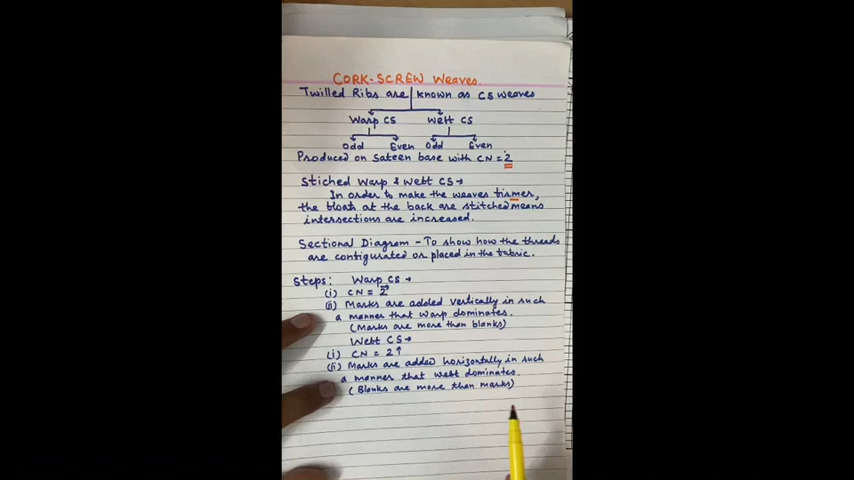 CORK-SCREW Weaves.
Twilled Ribs are known as CS weaves
Warp CS Weft CS
Odd Even Odd Even
Produced on Sateen base with CN = 2
Stiched Warp & Weft CS →
In order to make the weaves firmer,
the floats at the back are stitched means
intersections are increased.
Sectional Diagram - To show how the threads
are configurated or placed in the fabric.
Steps: Warp CS →
(i) CN = 2→
(ii) Marks are added vertically in such
a manner that warp dominates.
(Marks are more than blanks)
Weft CS →
(i) CN = 2↑
(ii) Marks are added horizontally in such
a manner that weft dominates.
(Blanks are more than marks)